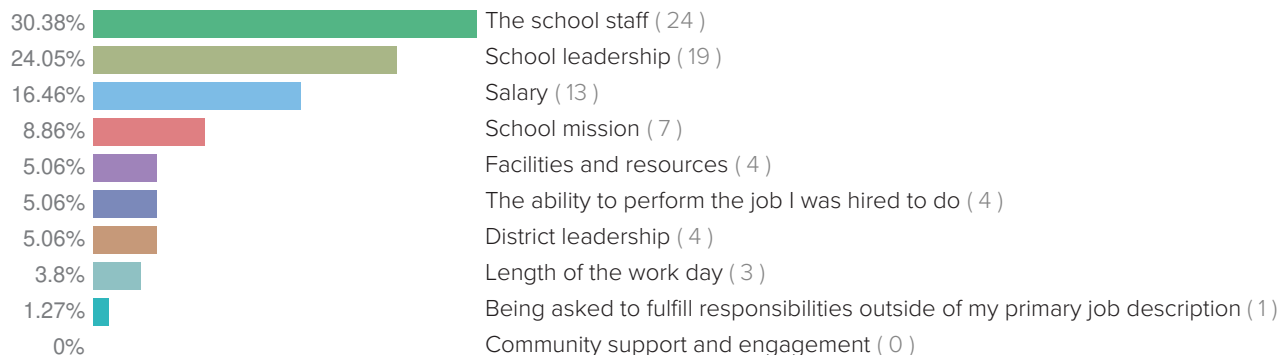 30.38% The school staff ( 24 )
24.05% School leadership ( 19 )
16.46% Salary ( 13 )
8.86% School mission ( 7 )
5.06% Facilities and resources ( 4 )
5.06% The ability to perform the job I was hired to do ( 4 )
5.06% District leadership ( 4 )
3.8% Length of the work day ( 3 )
1.27% Being asked to fulfill responsibilities outside of my primary job description ( 1 )
0% Community support and engagement ( 0 )